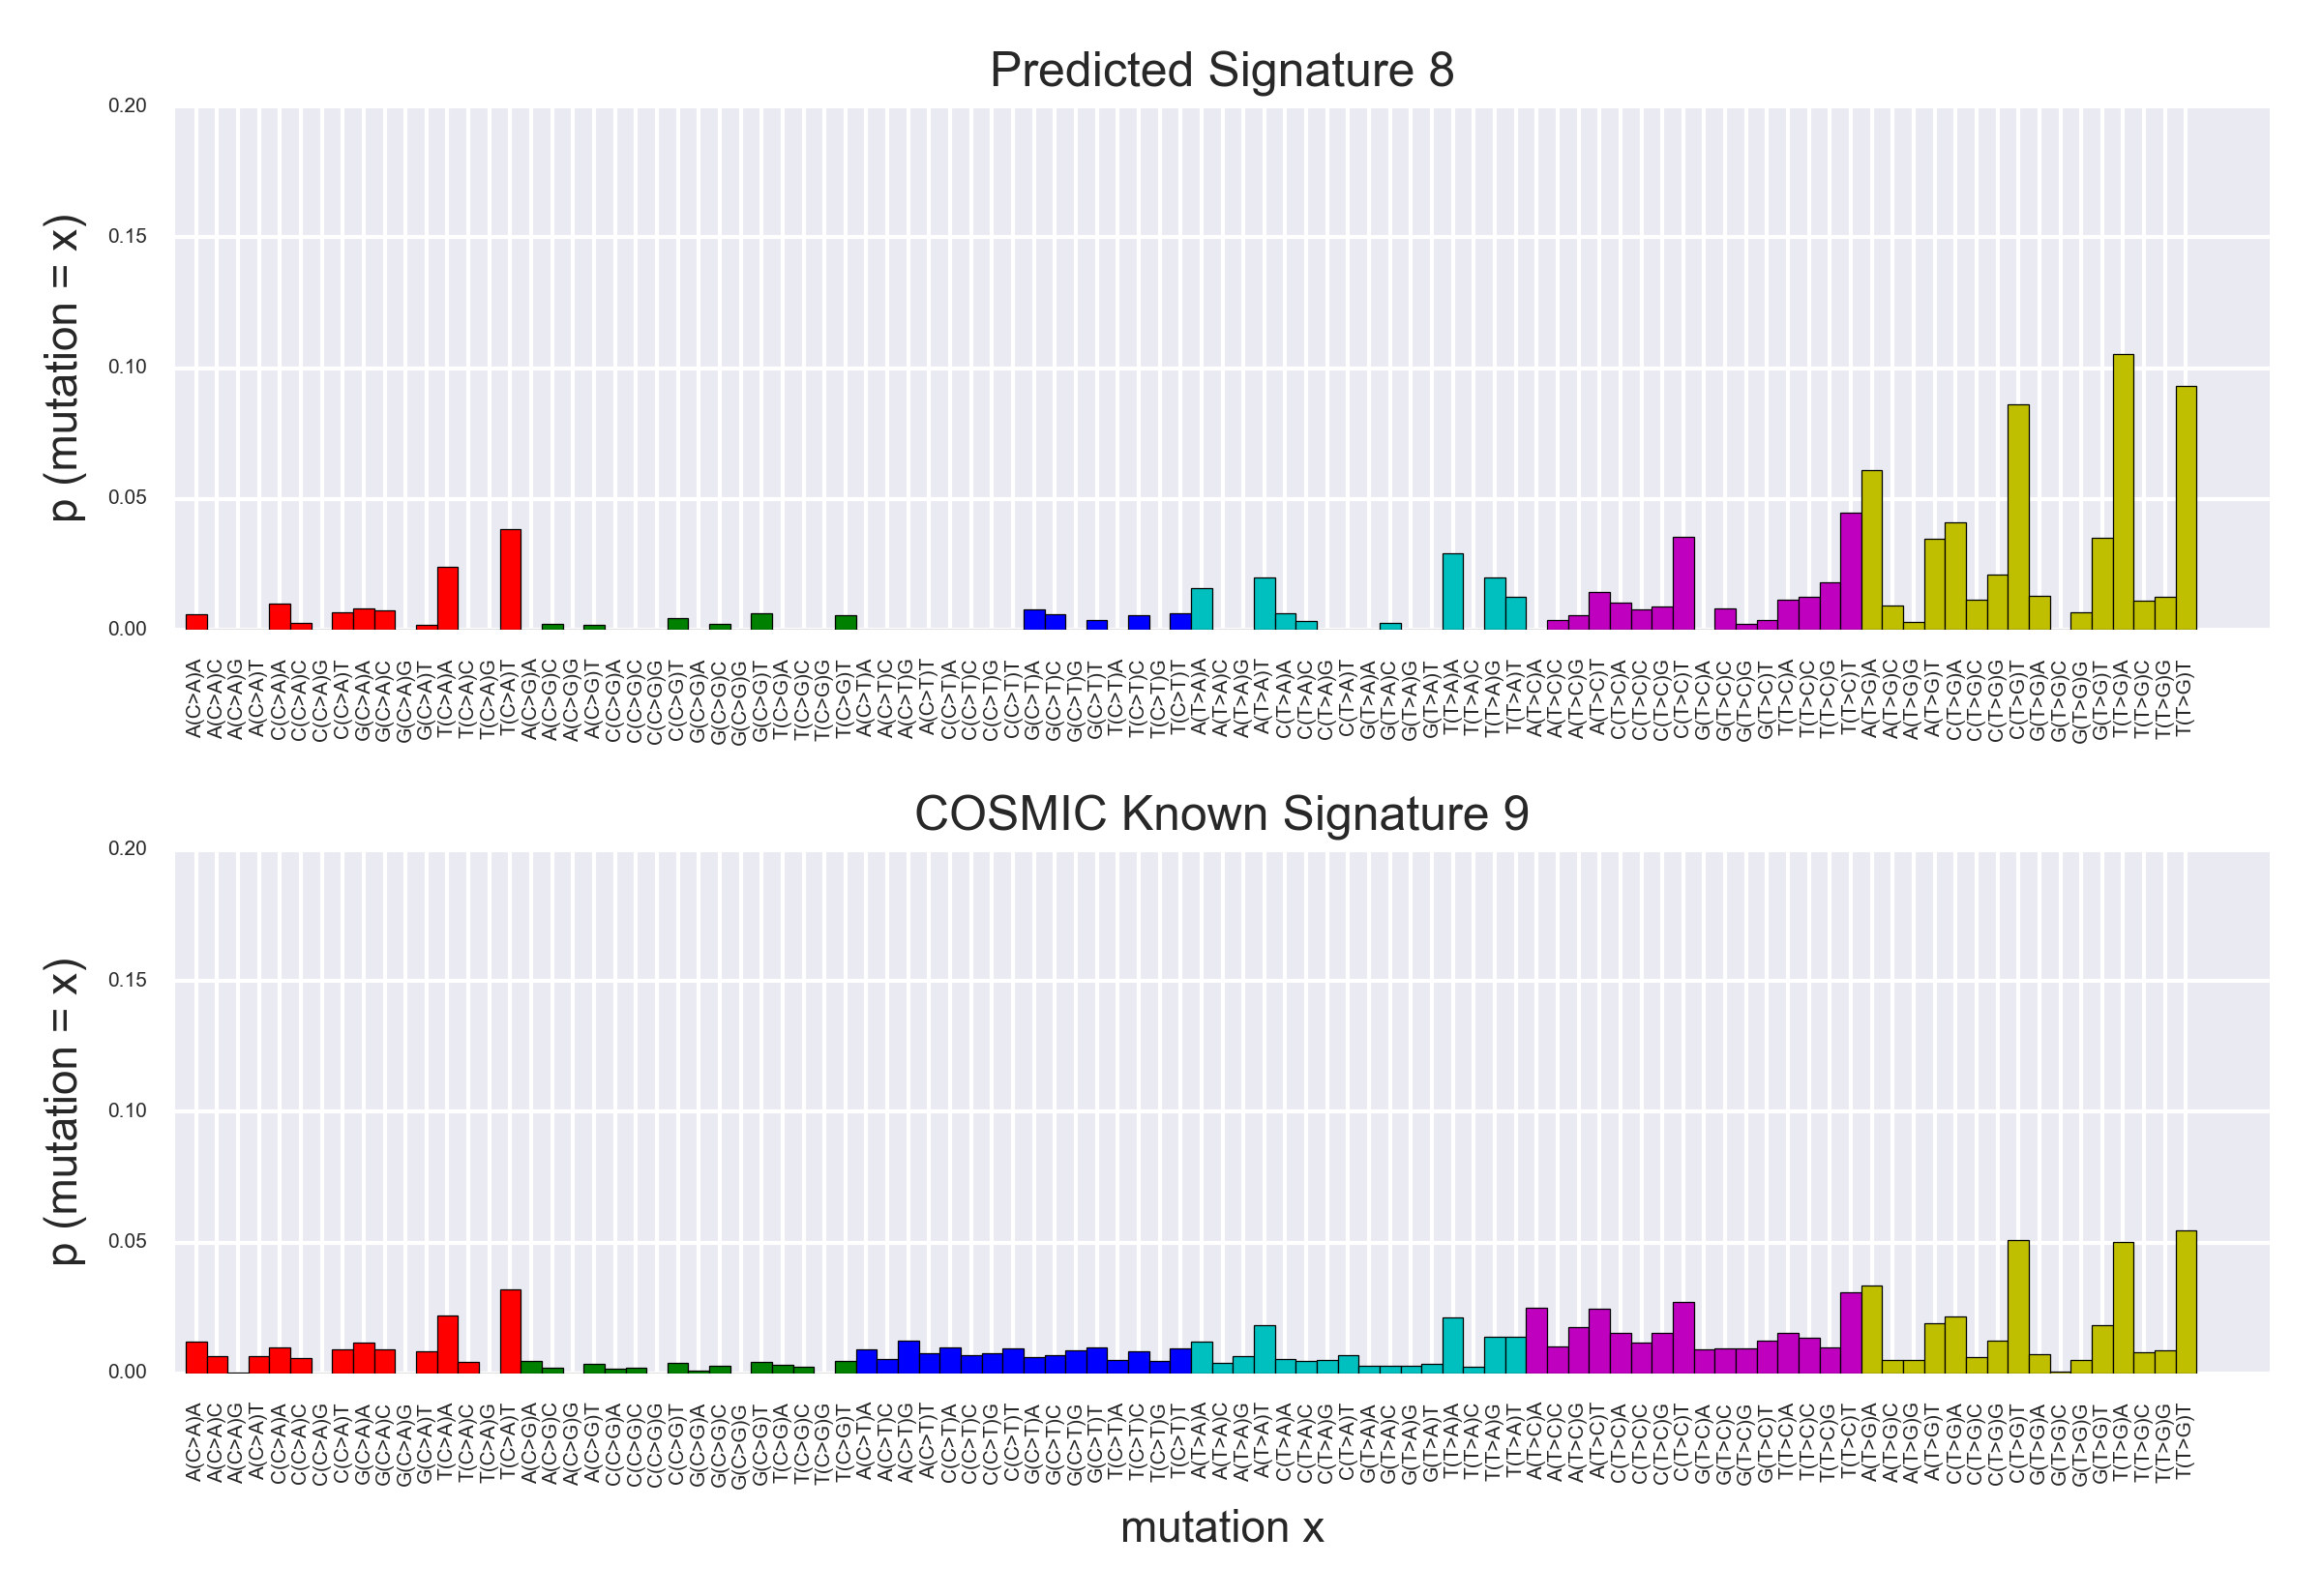 Predicted Signature 8
p (mutation = x)
0.20
0.15
0.10
0.05
0.00
A(C>A)A A(C>A)C A(C>A)G A(C>A)T C(C>A)A C(C>A)C C(C>A)G C(C>A)T G(C>A)A G(C>A)C G(C>A)G G(C>A)T T(C>A)A T(C>A)C T(C>A)G T(C>A)T A(C>G)A A(C>G)C A(C>G)G A(C>G)T C(C>G)A C(C>G)C C(C>G)G C(C>G)T G(C>G)A G(C>G)C G(C>G)G G(C>G)T T(C>G)A T(C>G)C T(C>G)G T(C>G)T A(C>T)A A(C>T)C A(C>T)G A(C>T)T C(C>T)A C(C>T)C C(C>T)G C(C>T)T G(C>T)A G(C>T)C G(C>T)G G(C>T)T T(C>T)A T(C>T)C T(C>T)G T(C>T)T A(T>A)A A(T>A)C A(T>A)G A(T>A)T C(T>A)A C(T>A)C C(T>A)G C(T>A)T G(T>A)A G(T>A)C G(T>A)G G(T>A)T T(T>A)A T(T>A)C T(T>A)G T(T>A)T A(T>C)A A(T>C)C A(T>C)G A(T>C)T C(T>C)A C(T>C)C C(T>C)G C(T>C)T G(T>C)A G(T>C)C G(T>C)G G(T>C)T T(T>C)A T(T>C)C T(T>C)G T(T>C)T A(T>G)A A(T>G)C A(T>G)G A(T>G)T C(T>G)A C(T>G)C C(T>G)G C(T>G)T G(T>G)A G(T>G)C G(T>G)G G(T>G)T T(T>G)A T(T>G)C T(T>G)G T(T>G)T
COSMIC Known Signature 9
p (mutation = x)
0.20
0.15
0.10
0.05
0.00
A(C>A)A A(C>A)C A(C>A)G A(C>A)T C(C>A)A C(C>A)C C(C>A)G C(C>A)T G(C>A)A G(C>A)C G(C>A)G G(C>A)T T(C>A)A T(C>A)C T(C>A)G T(C>A)T A(C>G)A A(C>G)C A(C>G)G A(C>G)T C(C>G)A C(C>G)C C(C>G)G C(C>G)T G(C>G)A G(C>G)C G(C>G)G G(C>G)T T(C>G)A T(C>G)C T(C>G)G T(C>G)T A(C>T)A A(C>T)C A(C>T)G A(C>T)T C(C>T)A C(C>T)C C(C>T)G C(C>T)T G(C>T)A G(C>T)C G(C>T)G G(C>T)T T(C>T)A T(C>T)C T(C>T)G T(C>T)T A(T>A)A A(T>A)C A(T>A)G A(T>A)T C(T>A)A C(T>A)C C(T>A)G C(T>A)T G(T>A)A G(T>A)C G(T>A)G G(T>A)T T(T>A)A T(T>A)C T(T>A)G T(T>A)T A(T>C)A A(T>C)C A(T>C)G A(T>C)T C(T>C)A C(T>C)C C(T>C)G C(T>C)T G(T>C)A G(T>C)C G(T>C)G G(T>C)T T(T>C)A T(T>C)C T(T>C)G T(T>C)T A(T>G)A A(T>G)C A(T>G)G A(T>G)T C(T>G)A C(T>G)C C(T>G)G C(T>G)T G(T>G)A G(T>G)C G(T>G)G G(T>G)T T(T>G)A T(T>G)C T(T>G)G T(T>G)T
mutation x